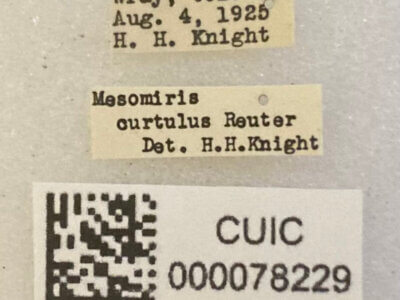 Aug. 4, 1925
H. H. Knight
Mesomiris
curtulus Reuter
Det. H.H.Knight
CUIC
000078229